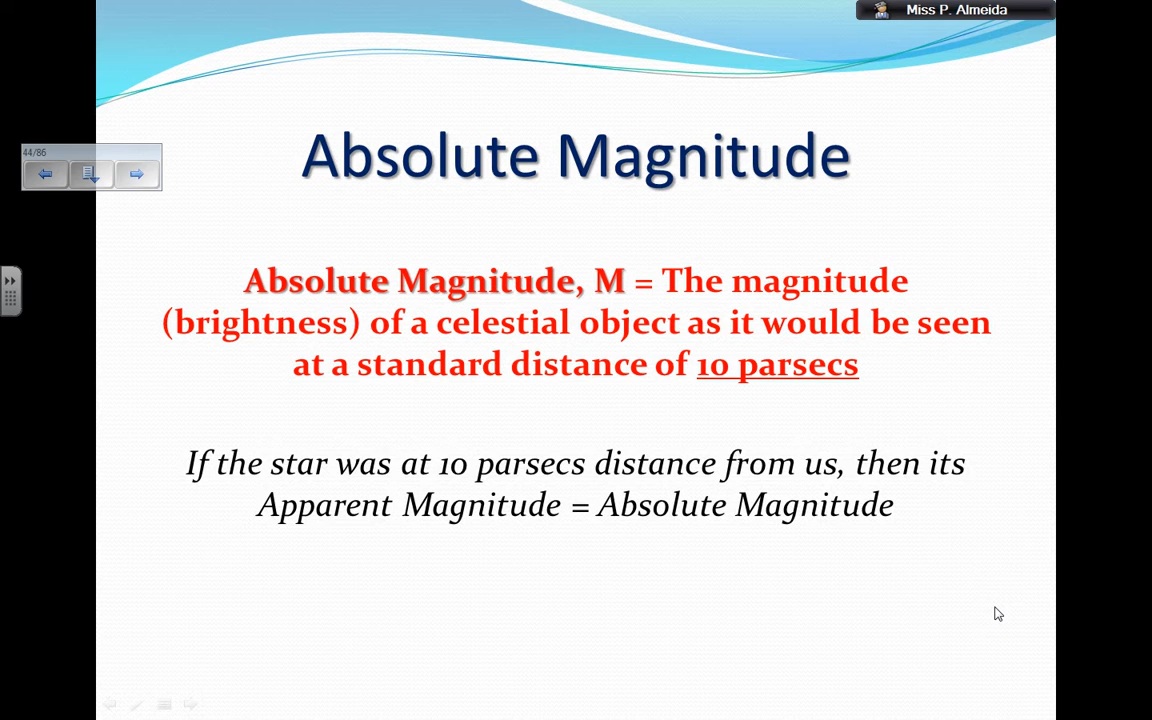 Miss P. Almeida
44/86
Absolute Magnitude
Absolute Magnitude, M = The magnitude
(brightness) of a celestial object as it would be seen
at a standard distance of 10 parsecs
If the star was at 10 parsecs distance from us, then its
Apparent Magnitude = Absolute Magnitude